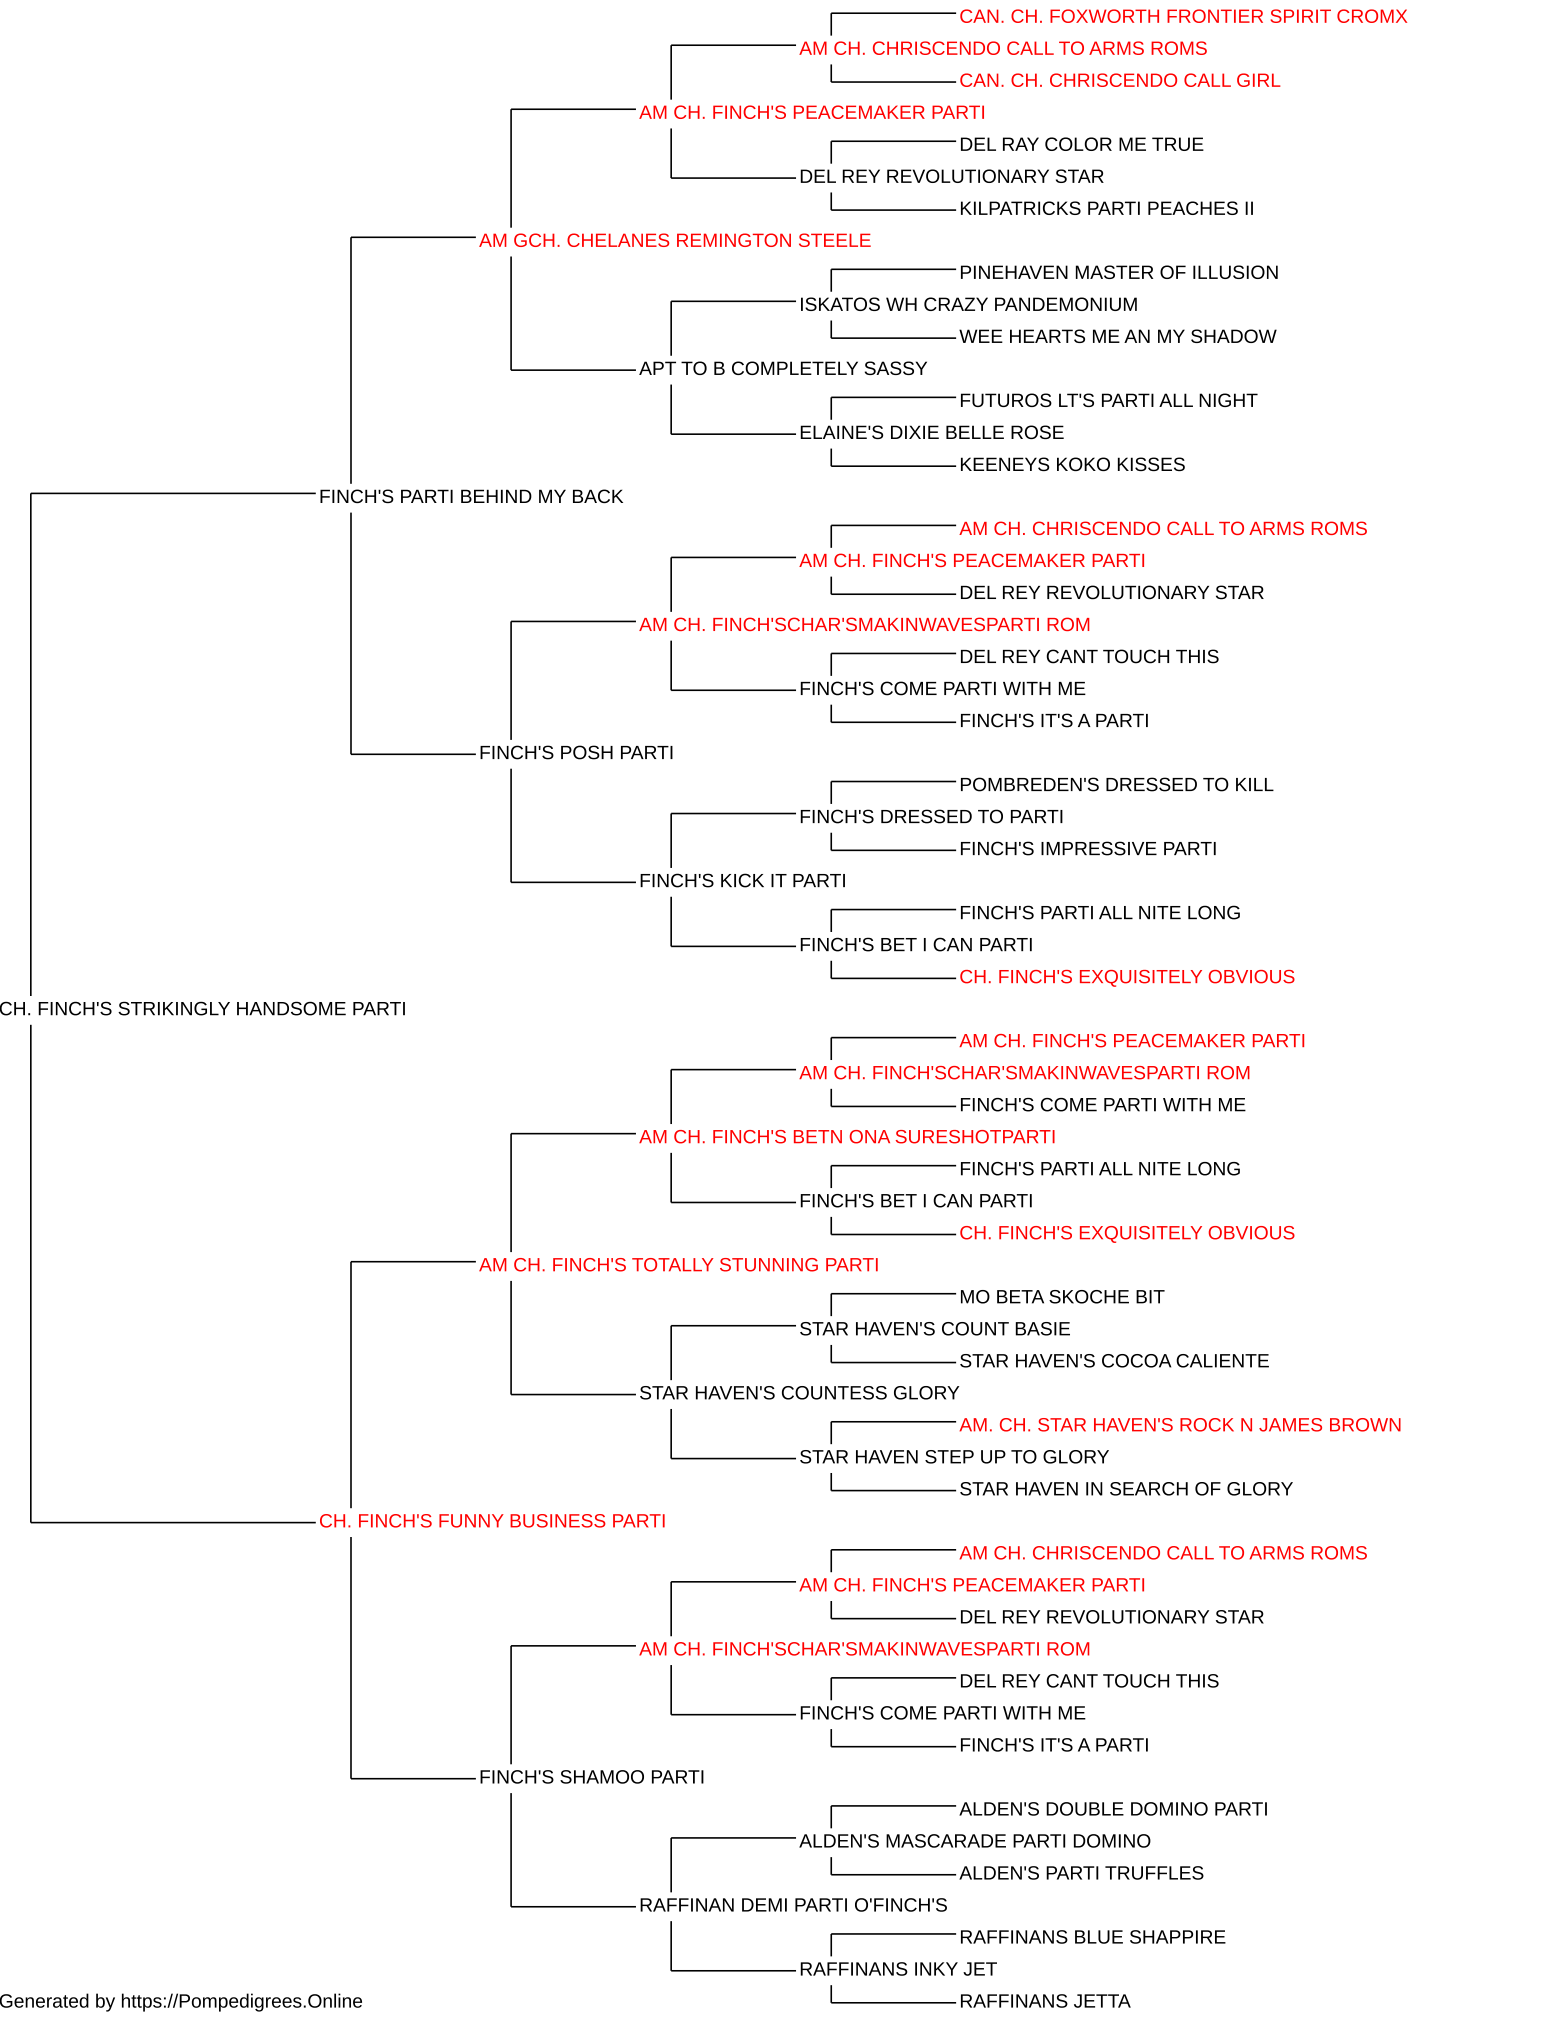 CAN. CH. FOXWORTH FRONTIER SPIRIT CROMX
AM CH. CHRISCENDO CALL TO ARMS ROMS
CAN. CH. CHRISCENDO CALL GIRL
AM CH. FINCH'S PEACEMAKER PARTI
DEL RAY COLOR ME TRUE
DEL REY REVOLUTIONARY STAR
KILPATRICKS PARTI PEACHES II
AM GCH. CHELANES REMINGTON STEELE
PINEHAVEN MASTER OF ILLUSION
ISKATOS WH CRAZY PANDEMONIUM
WEE HEARTS ME AN MY SHADOW
APT TO B COMPLETELY SASSY
FUTUROS LT'S PARTI ALL NIGHT
ELAINE'S DIXIE BELLE ROSE
KEENEYS KOKO KISSES
FINCH'S PARTI BEHIND MY BACK
AM CH. CHRISCENDO CALL TO ARMS ROMS
AM CH. FINCH'S PEACEMAKER PARTI
DEL REY REVOLUTIONARY STAR
AM CH. FINCH'SCHAR'SMAKINWAVESPARTI ROM
DEL REY CANT TOUCH THIS
FINCH'S COME PARTI WITH ME
FINCH'S IT'S A PARTI
FINCH'S POSH PARTI
POMBREDEN'S DRESSED TO KILL
FINCH'S DRESSED TO PARTI
FINCH'S IMPRESSIVE PARTI
FINCH'S KICK IT PARTI
FINCH'S PARTI ALL NITE LONG
FINCH'S BET I CAN PARTI
CH. FINCH'S EXQUISITELY OBVIOUS
CH. FINCH'S STRIKINGLY HANDSOME PARTI
AM CH. FINCH'S PEACEMAKER PARTI
AM CH. FINCH'SCHAR'SMAKINWAVESPARTI ROM
FINCH'S COME PARTI WITH ME
AM CH. FINCH'S BETN ONA SURESHOTPARTI
FINCH'S PARTI ALL NITE LONG
FINCH'S BET I CAN PARTI
CH. FINCH'S EXQUISITELY OBVIOUS
AM CH. FINCH'S TOTALLY STUNNING PARTI
MO BETA SKOCHE BIT
STAR HAVEN'S COUNT BASIE
STAR HAVEN'S COCOA CALIENTE
STAR HAVEN'S COUNTESS GLORY
AM. CH. STAR HAVEN'S ROCK N JAMES BROWN
STAR HAVEN STEP UP TO GLORY
STAR HAVEN IN SEARCH OF GLORY
CH. FINCH'S FUNNY BUSINESS PARTI
AM CH. CHRISCENDO CALL TO ARMS ROMS
AM CH. FINCH'S PEACEMAKER PARTI
DEL REY REVOLUTIONARY STAR
AM CH. FINCH'SCHAR'SMAKINWAVESPARTI ROM
DEL REY CANT TOUCH THIS
FINCH'S COME PARTI WITH ME
FINCH'S IT'S A PARTI
FINCH'S SHAMOO PARTI
ALDEN'S DOUBLE DOMINO PARTI
ALDEN'S MASCARADE PARTI DOMINO
ALDEN'S PARTI TRUFFLES
RAFFINAN DEMI PARTI O'FINCH'S
RAFFINANS BLUE SHAPPIRE
RAFFINANS INKY JET
RAFFINANS JETTA
Generated by https://Pompedigrees.Online